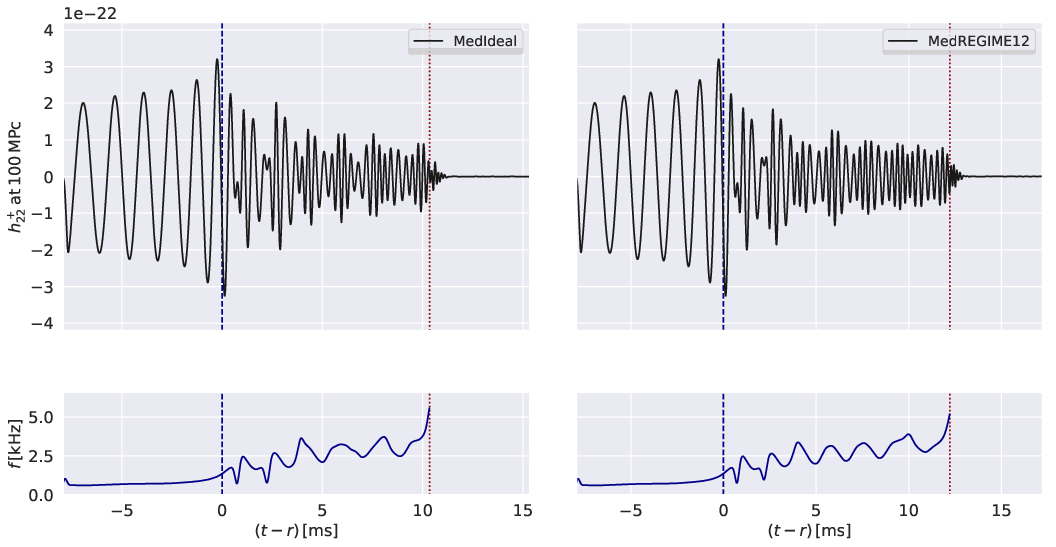 1e−22
MedIdeal
MedREGIME12
4
3
2
1
0
−1
−2
−3
−4
h₂₂⁺ at 100 MPc
5.0
2.5
0.0
f [kHz]
−5 0 5 10 15
−5 0 5 10 15
(t − r) [ms]
(t − r) [ms]